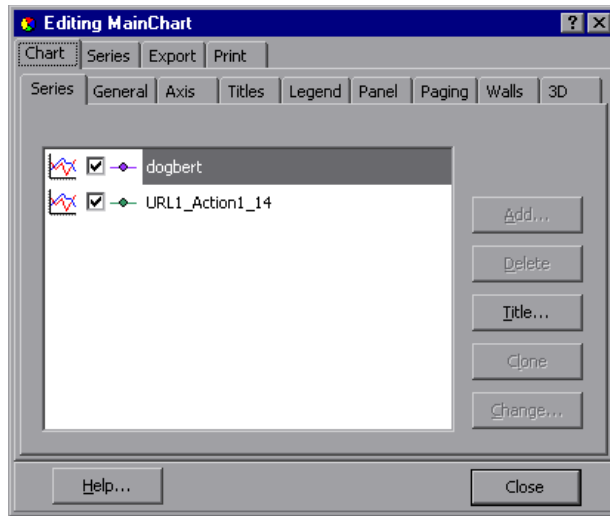 Editing MainChart
Chart Series Export Print
Series General Axis Titles Legend Panel Paging Walls 3D
dogbert
URL1_Action1_14
Add...
Delete
Title...
Clone
Change...
Help... Close